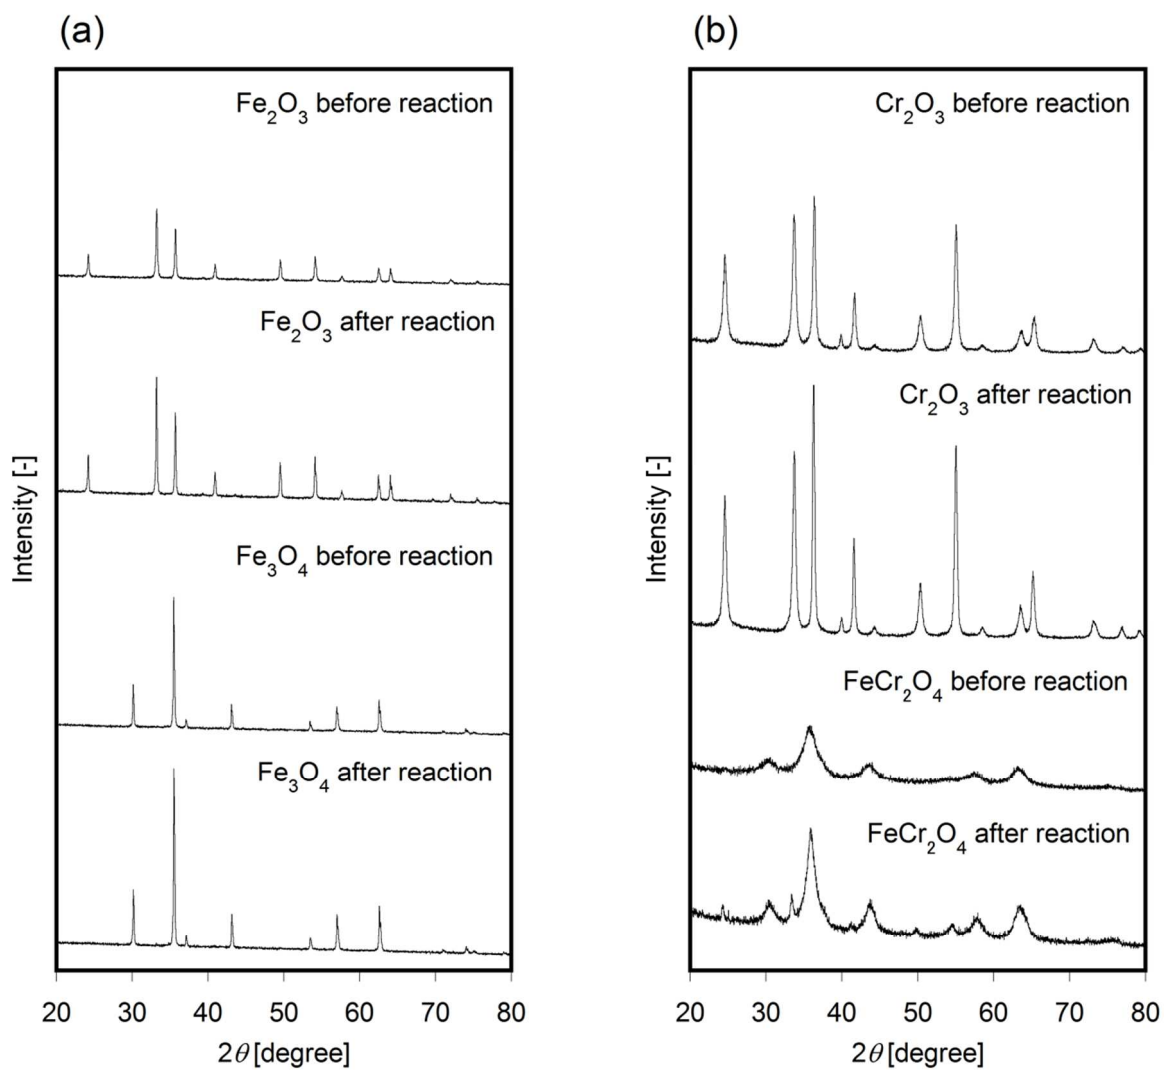 (a)
Fe2O3 before reaction
Fe2O3 after reaction
Fe3O4 before reaction
Fe3O4 after reaction
Intensity [-]
20 30 40 50 60 70 80
2θ [degree]
(b)
Cr2O3 before reaction
Cr2O3 after reaction
FeCr2O4 before reaction
FeCr2O4 after reaction
Intensity [-]
20 30 40 50 60 70 80
2θ [degree]